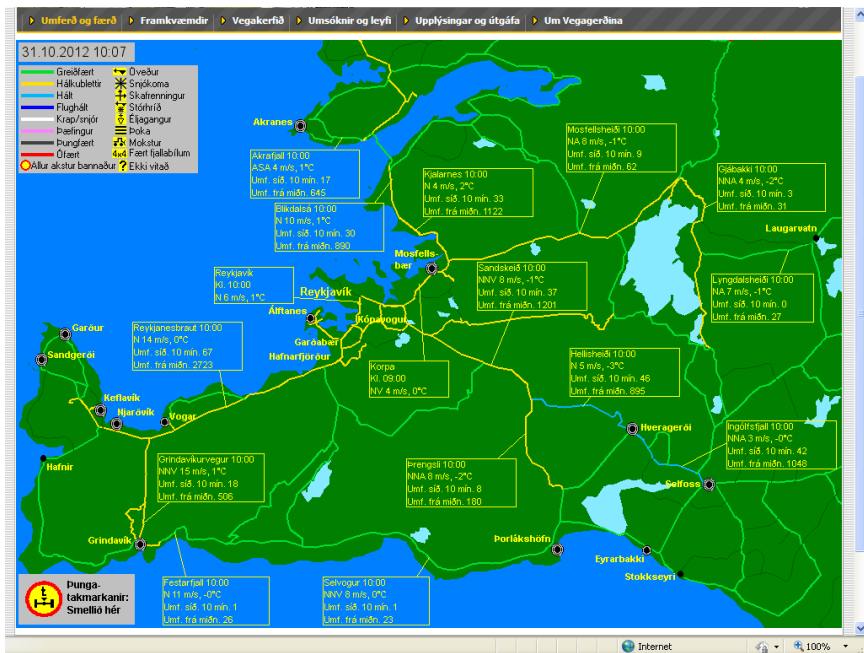 Umferð og færð
Framkvæmdir
Vegakerfið
Umsóknir og leyfi
Upplýsingar og útgáfa
Um Vegagerðina
31.10.2012 10:07
Greiðfært
Hálkublettir
Hált
Flughált
Krap/snjór
Þæfingur
Þungfært
Ófært
Allur akstur bannaður
Óveður
Snjókoma
Skafrenningur
Stórhríð
Éljagangur
Þoka
Mokstur
4x4 Fært fjallabílum
? Ekki vitað
Akranes
Akrafjall 10:00
ASA 4 m/s, 1°C
Umf. síð. 10 mín. 17
Umf. frá miðn. 645
Blikdalsá 10:00
N 10 m/s, 1°C
Umf. síð. 10 mín. 30
Umf. frá miðn. 890
Kjalarnes 10:00
N 4 m/s, 2°C
Umf. síð. 10 mín. 33
Umf. frá miðn. 1122
Mosfellsheiði 10:00
NA 8 m/s, -1°C
Umf. síð. 10 mín. 9
Umf. frá miðn. 62
Gjábakki 10:00
NNA 4 m/s, -2°C
Umf. síð. 10 mín. 3
Umf. frá miðn. 31
Laugarvatn
Mosfells-
bær
Reykjavík
Kl. 10:00
N 6 m/s, 1°C
Reykjavík
Sandskeið 10:00
NNV 8 m/s, -1°C
Umf. síð. 10 mín. 37
Umf. frá miðn. 1201
Lyngdalsheiði 10:00
NA 7 m/s, -1°C
Umf. síð. 10 mín. 0
Umf. frá miðn. 27
Álftanes
Kópavogur
Garðabær
Hafnarfjörður
Garður
Sandgerði
Reykjanesbraut 10:00
N 14 m/s, 0°C
Umf. síð. 10 mín. 67
Umf. frá miðn. 2723
Korpa
Kl. 09:00
NV 4 m/s, 0°C
Hellisheiði 10:00
N 5 m/s, -3°C
Umf. síð. 10 mín. 46
Umf. frá miðn. 895
Keflavík
Njarðvík
Vogar
Hveragerði
Ingólfsfjall 10:00
NNA 3 m/s, -0°C
Umf. síð. 10 mín. 42
Umf. frá miðn. 1048
Hafnir
Grindavíkurvegur 10:00
NNV 15 m/s, 1°C
Umf. síð. 10 mín. 18
Umf. frá miðn. 506
Þrengsli 10:00
NNA 8 m/s, -2°C
Umf. síð. 10 mín. 8
Umf. frá miðn. 180
Selfoss
Grindavík
Þorlákshöfn
Eyrarbakki
Stokkseyri
Þunga-
takmarkanir:
Smellið hér
Festarfjall 10:00
N 11 m/s, -0°C
Umf. síð. 10 mín. 1
Umf. frá miðn. 26
Selvogur 10:00
NNV 8 m/s, 0°C
Umf. síð. 10 mín. 1
Umf. frá miðn. 23
Internet
100%